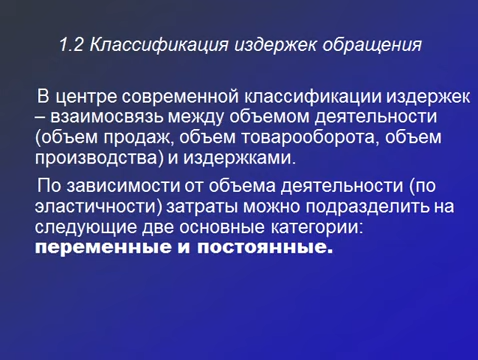 1.2 Классификация издержек обращения
В центре современной классификации издержек
– взаимосвязь между объемом деятельности
(объем продаж, объем товарооборота, объем
производства) и издержками.
По зависимости от объема деятельности (по
эластичности) затраты можно подразделить на
следующие две основные категории:
переменные и постоянные.